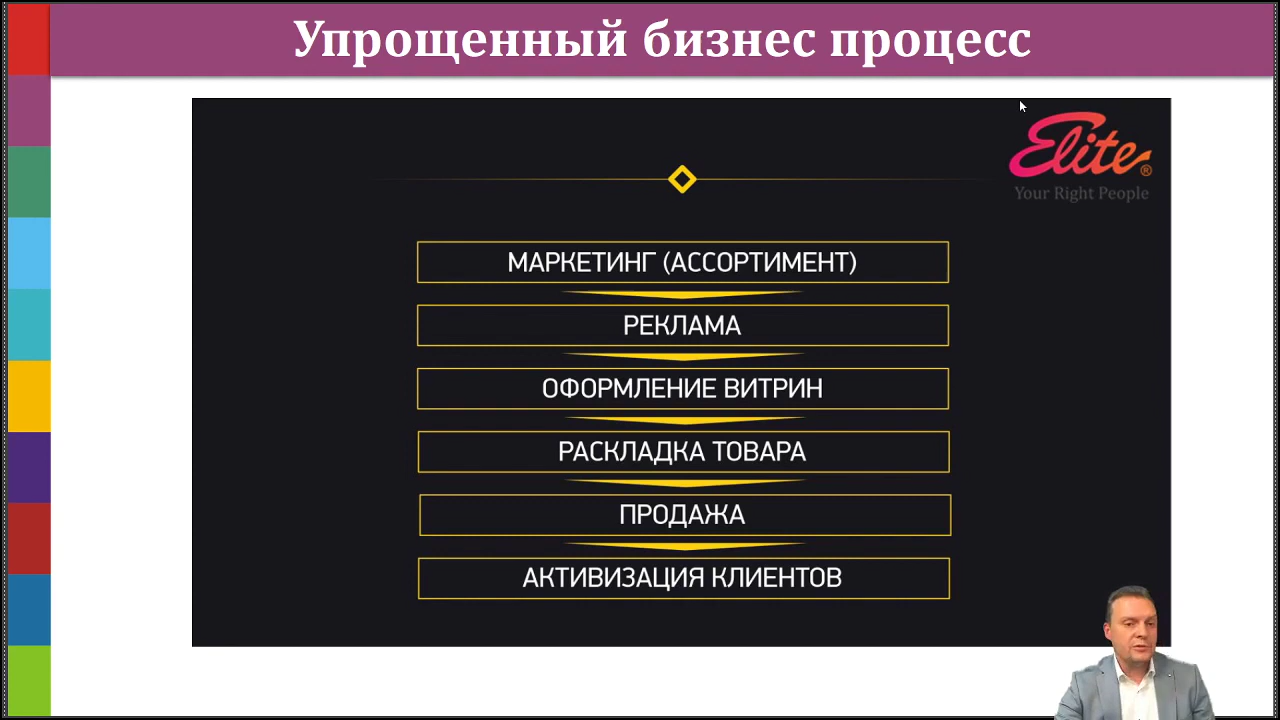 Упрощенный бизнес процесс
Elite®
Your Right People
МАРКЕТИНГ (АССОРТИМЕНТ)
РЕКЛАМА
ОФОРМЛЕНИЕ ВИТРИН
РАСКЛАДКА ТОВАРА
ПРОДАЖА
АКТИВИЗАЦИЯ КЛИЕНТОВ